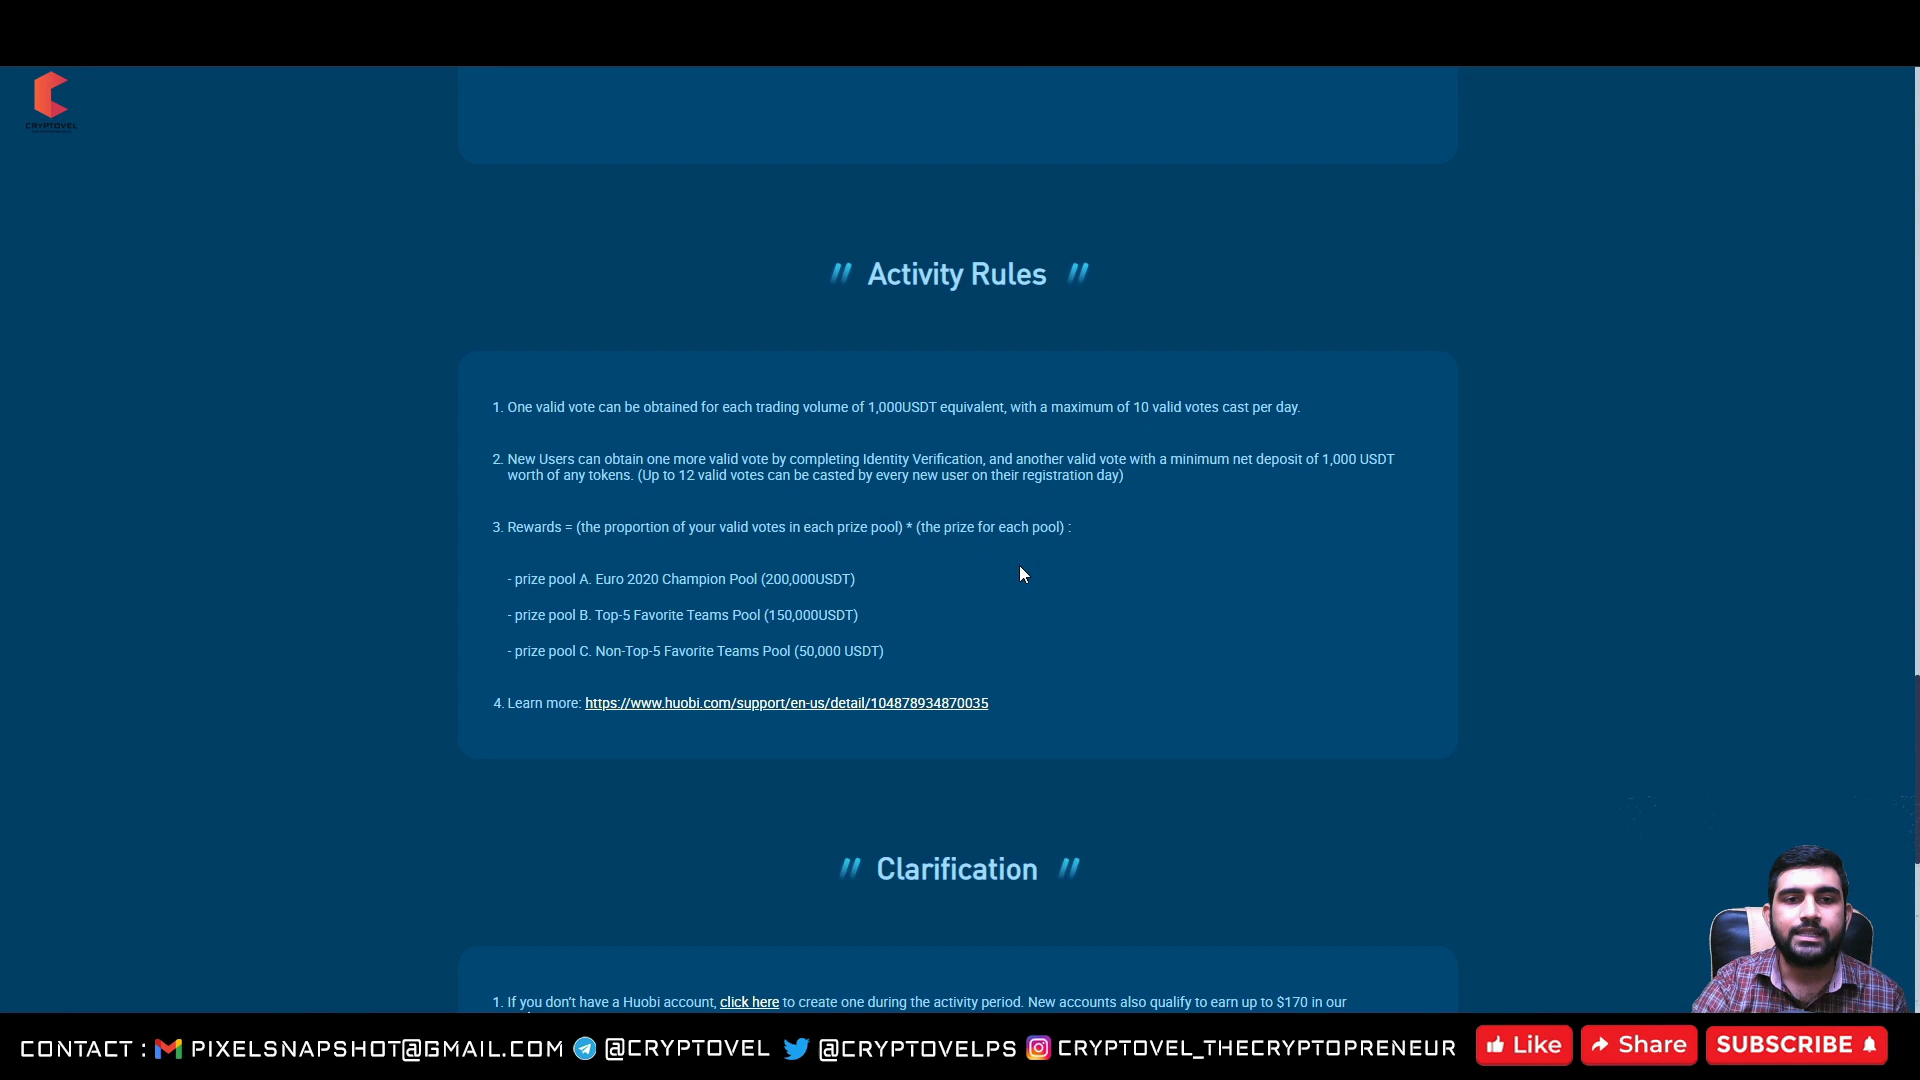 CRYPTOVEL
// Activity Rules //
1. One valid vote can be obtained for each trading volume of 1,000USDT equivalent, with a maximum of 10 valid votes cast per day.
2. New Users can obtain one more valid vote by completing Identity Verification, and another valid vote with a minimum net deposit of 1,000 USDT
worth of any tokens. (Up to 12 valid votes can be casted by every new user on their registration day)
3. Rewards = (the proportion of your valid votes in each prize pool) * (the prize for each pool) :
- prize pool A. Euro 2020 Champion Pool (200,000USDT)
- prize pool B. Top-5 Favorite Teams Pool (150,000USDT)
- prize pool C. Non-Top-5 Favorite Teams Pool (50,000 USDT)
4. Learn more: https://www.huobi.com/support/en-us/detail/104878934870035
// Clarification //
1. If you don't have a Huobi account, click here to create one during the activity period. New accounts also qualify to earn up to $170 in our
CONTACT : PIXELSNAPSHOT@GMAIL.COM @CRYPTOVEL @CRYPTOVELPS CRYPTOVEL_THECRYPTOPRENEUR Like Share SUBSCRIBE